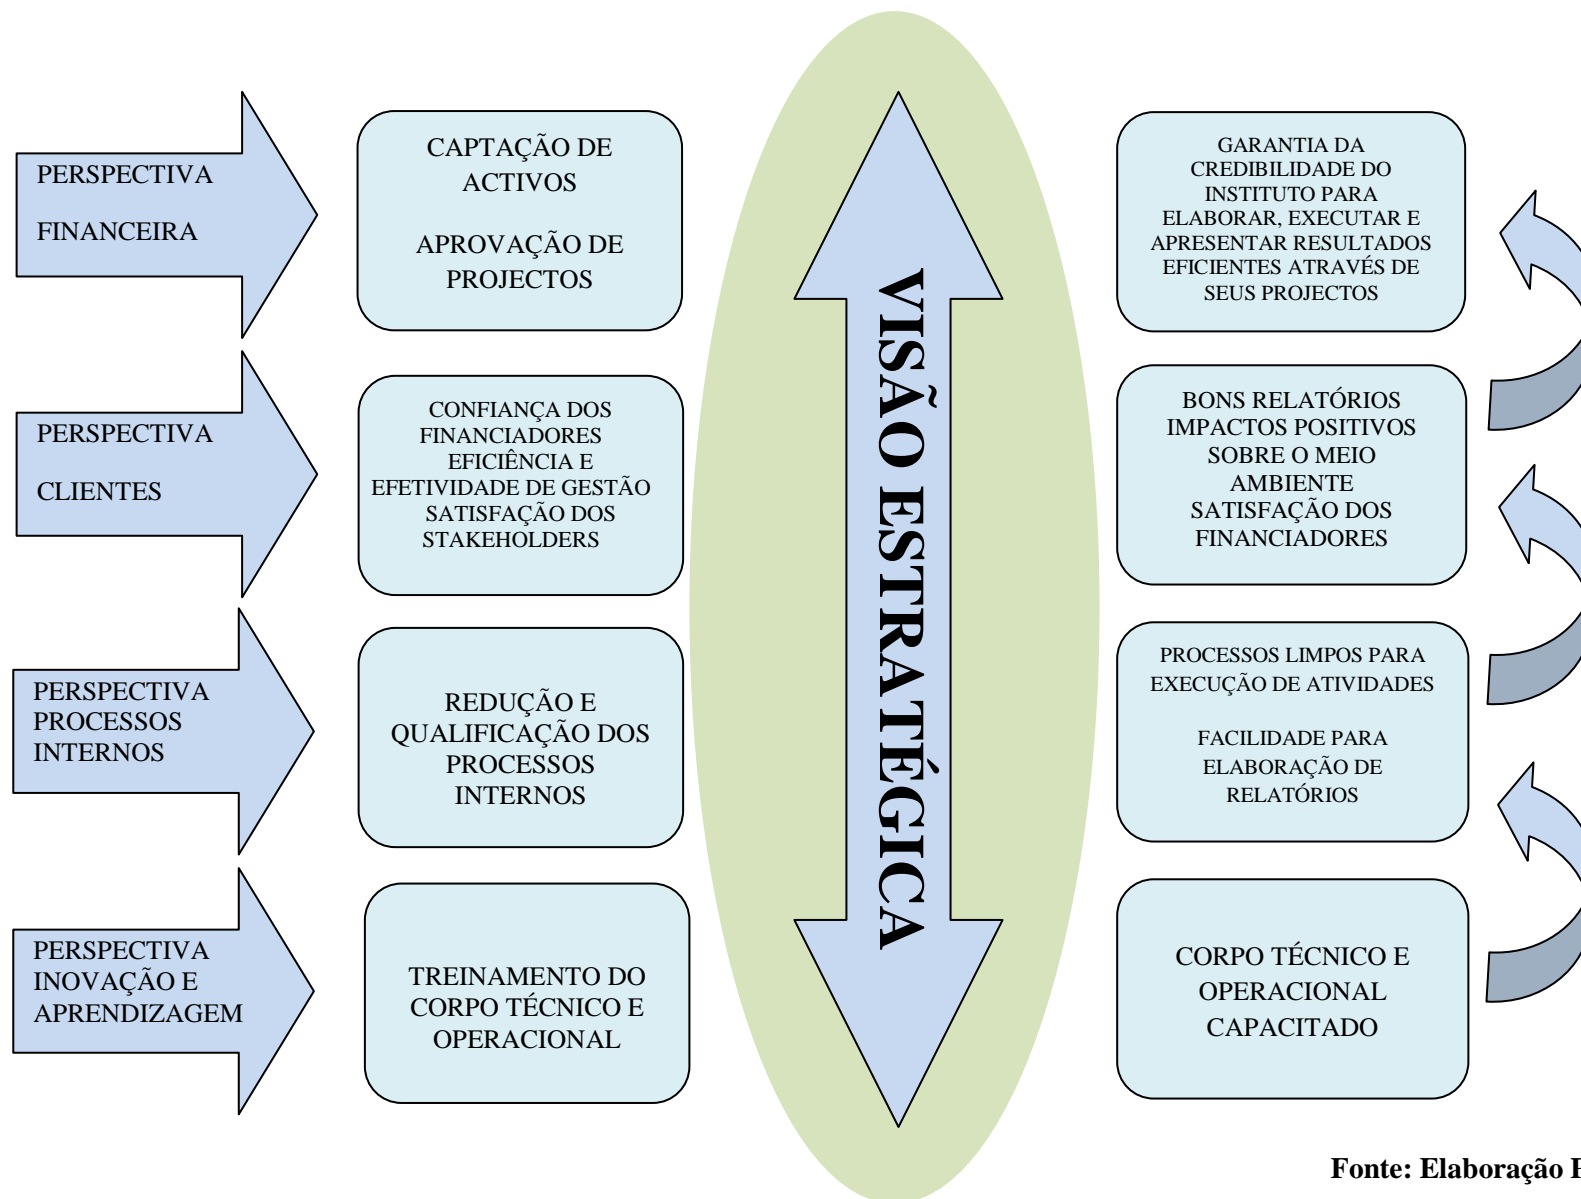 PERSPECTIVA
FINANCEIRA
CAPTAÇÃO DE
ACTIVOS
APROVAÇÃO DE
PROJECTOS
GARANTIA DA
CREDIBILIDADE DO
INSTITUTO PARA
ELABORAR, EXECUTAR E
APRESENTAR RESULTADOS
EFICIENTES ATRAVÉS DE
SEUS PROJECTOS
PERSPECTIVA
CLIENTES
CONFIANÇA DOS
FINANCIADORES
EFICIÊNCIA E
EFETIVIDADE DE GESTÃO
SATISFAÇÃO DOS
STAKEHOLDERS
VISÃO ESTRATÉGICA
BONS RELATÓRIOS
IMPACTOS POSITIVOS
SOBRE O MEIO
AMBIENTE
SATISFAÇÃO DOS
FINANCIADORES
PERSPECTIVA
PROCESSOS
INTERNOS
REDUÇÃO E
QUALIFICAÇÃO DOS
PROCESSOS
INTERNOS
PROCESSOS LIMPOS PARA
EXECUÇÃO DE ATIVIDADES
FACILIDADE PARA
ELABORAÇÃO DE
RELATÓRIOS
PERSPECTIVA
INOVAÇÃO E
APRENDIZAGEM
TREINAMENTO DO
CORPO TÉCNICO E
OPERACIONAL
CORPO TÉCNICO E
OPERACIONAL
CAPACITADO
Fonte: Elaboração